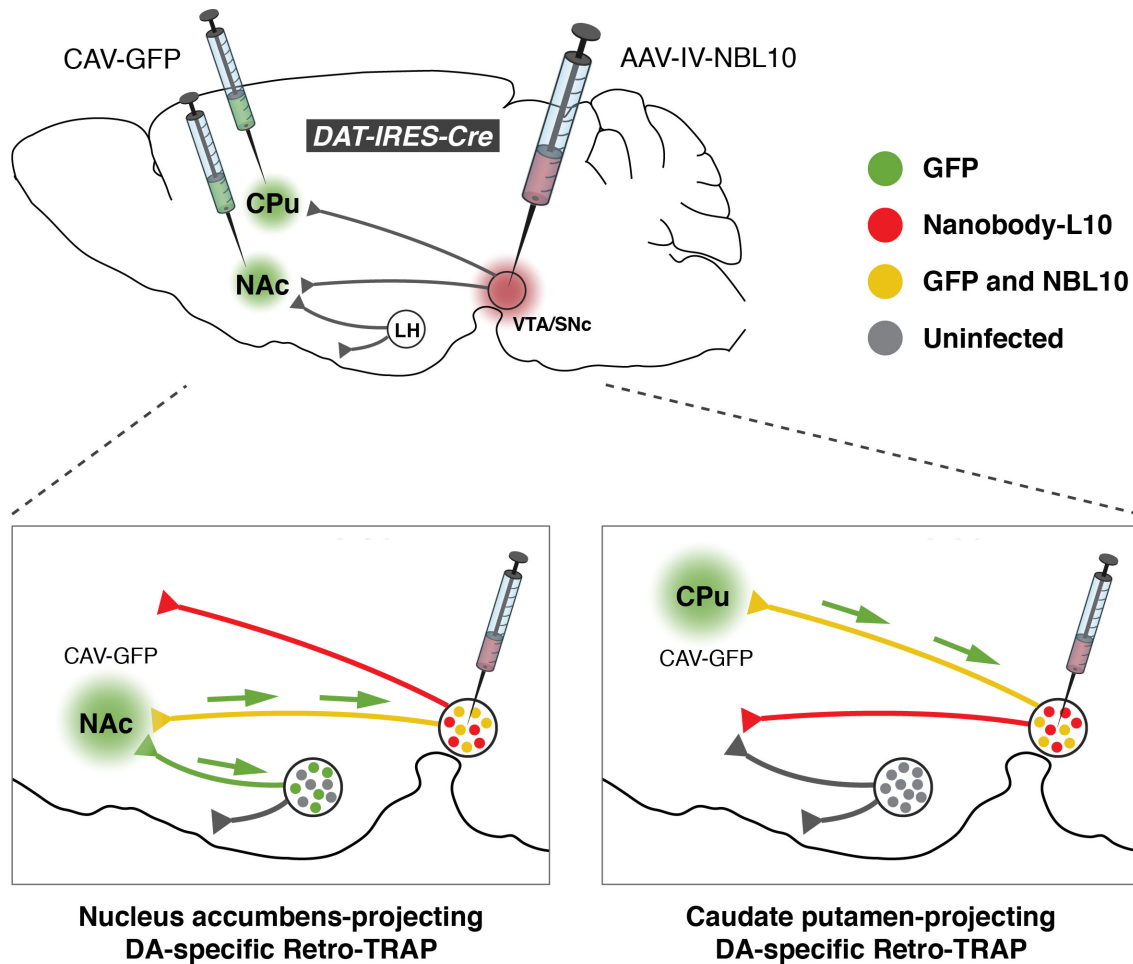 CAV-GFP
AAV-IV-NBL10
DAT-IRES-Cre
CPu
NAc
LH
VTA/SNc
GFP
Nanobody-L10
GFP and NBL10
Uninfected
CAV-GFP
NAc
Nucleus accumbens-projecting
DA-specific Retro-TRAP
CPu
CAV-GFP
Caudate putamen-projecting
DA-specific Retro-TRAP